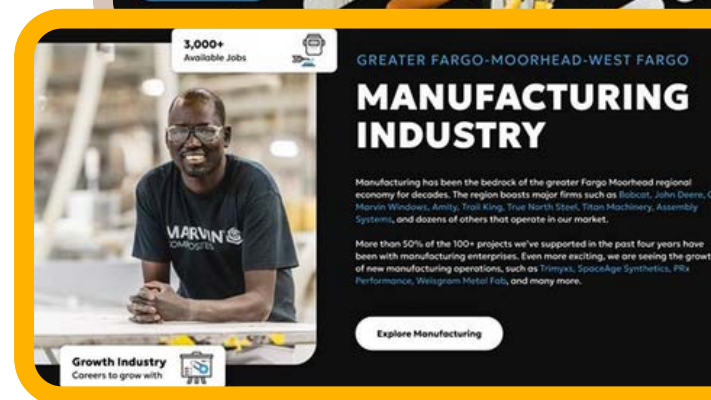 3,000+
Available Jobs
GREATER FARGO-MOORHEAD-WEST FARGO
MANUFACTURING
INDUSTRY
Manufacturing has been the bedrock of the greater Fargo Moorhead regional
economy for decades. The region boasts major firms such as Bobcat, John Deere,
Marvin Windows, Amity, Trail King, True North Steel, Titan Machinery, Assembly
Systems, and dozens of others that operate in our market.
More than 50% of the 100+ projects we've supported in the past four years have
been with manufacturing enterprises. Even more exciting, we are seeing the growt
of new manufacturing operations, such as Trimyxs, SpaceAge Synthetics, PRx
Performance, Weisgram Metal Fab, and many more.
MARVIN
COMPOSITES
Explore Manufacturing
Growth Industry
Careers to grow with